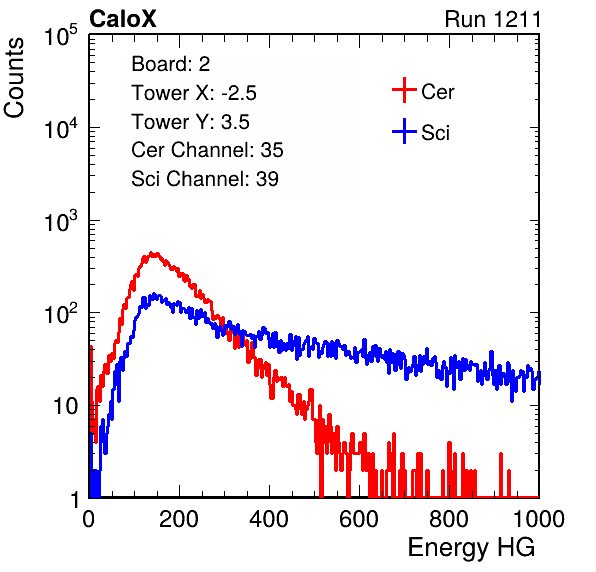 CaloX Run 1211
Counts
10^5
10^4
10^3
10^2
10
1
Board: 2
Tower X: -2.5
Tower Y: 3.5
Cer Channel: 35
Sci Channel: 39
Cer
Sci
0 200 400 600 800 1000
Energy HG